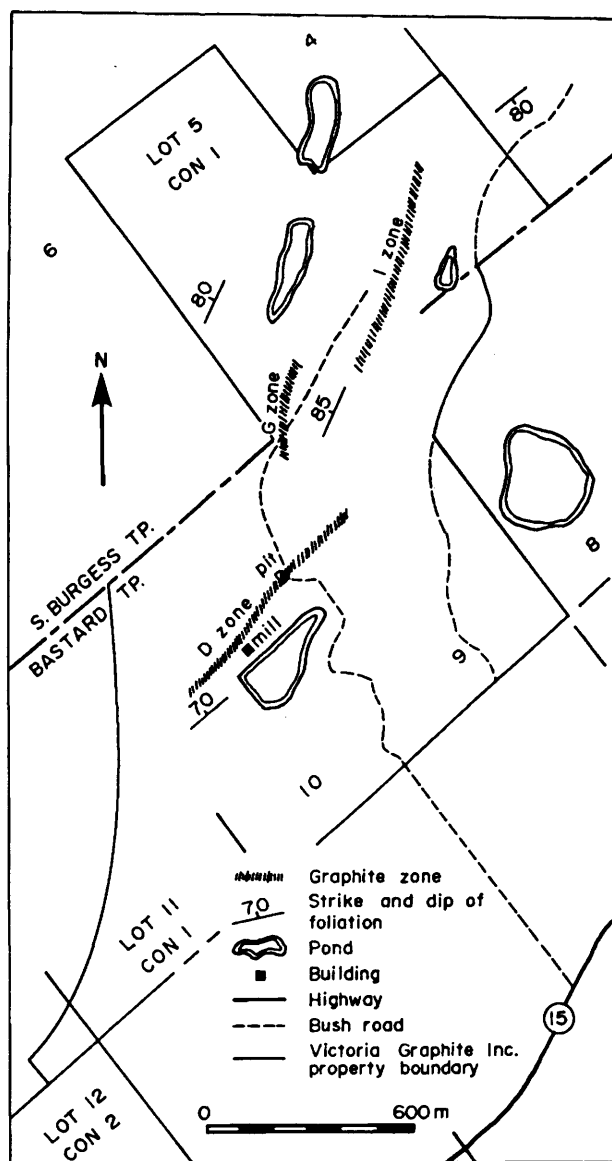 4
LOT 5
CON 1
80
6
I zone
80
N
G zone
85
S. BURGESS TP.
BASTARD TP.
8
pit
D zone
mill
9
70
10
Graphite zone
70
Strike and dip of
foliation
Pond
Building
Highway
Bush road
Victoria Graphite Inc.
property boundary
LOT 11
CON 1
15
LOT 12
CON 2
0
600 m